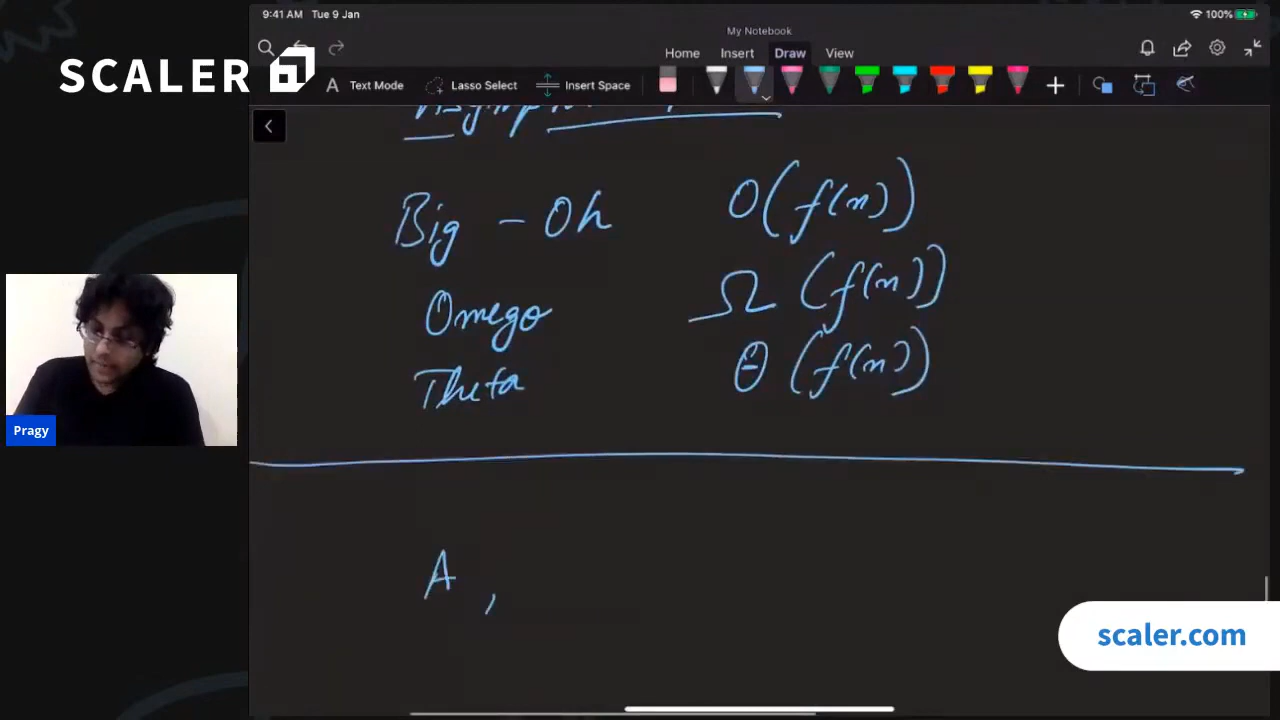 9:41 AM Tue 9 Jan
100%
My Notebook
SCALER
Home Insert Draw View
A Text Mode Lasso Select Insert Space
Big - Oh O(f(n))
Omega Ω (f(n))
Theta Θ (f(n))
Pragy
A ,
scaler.com